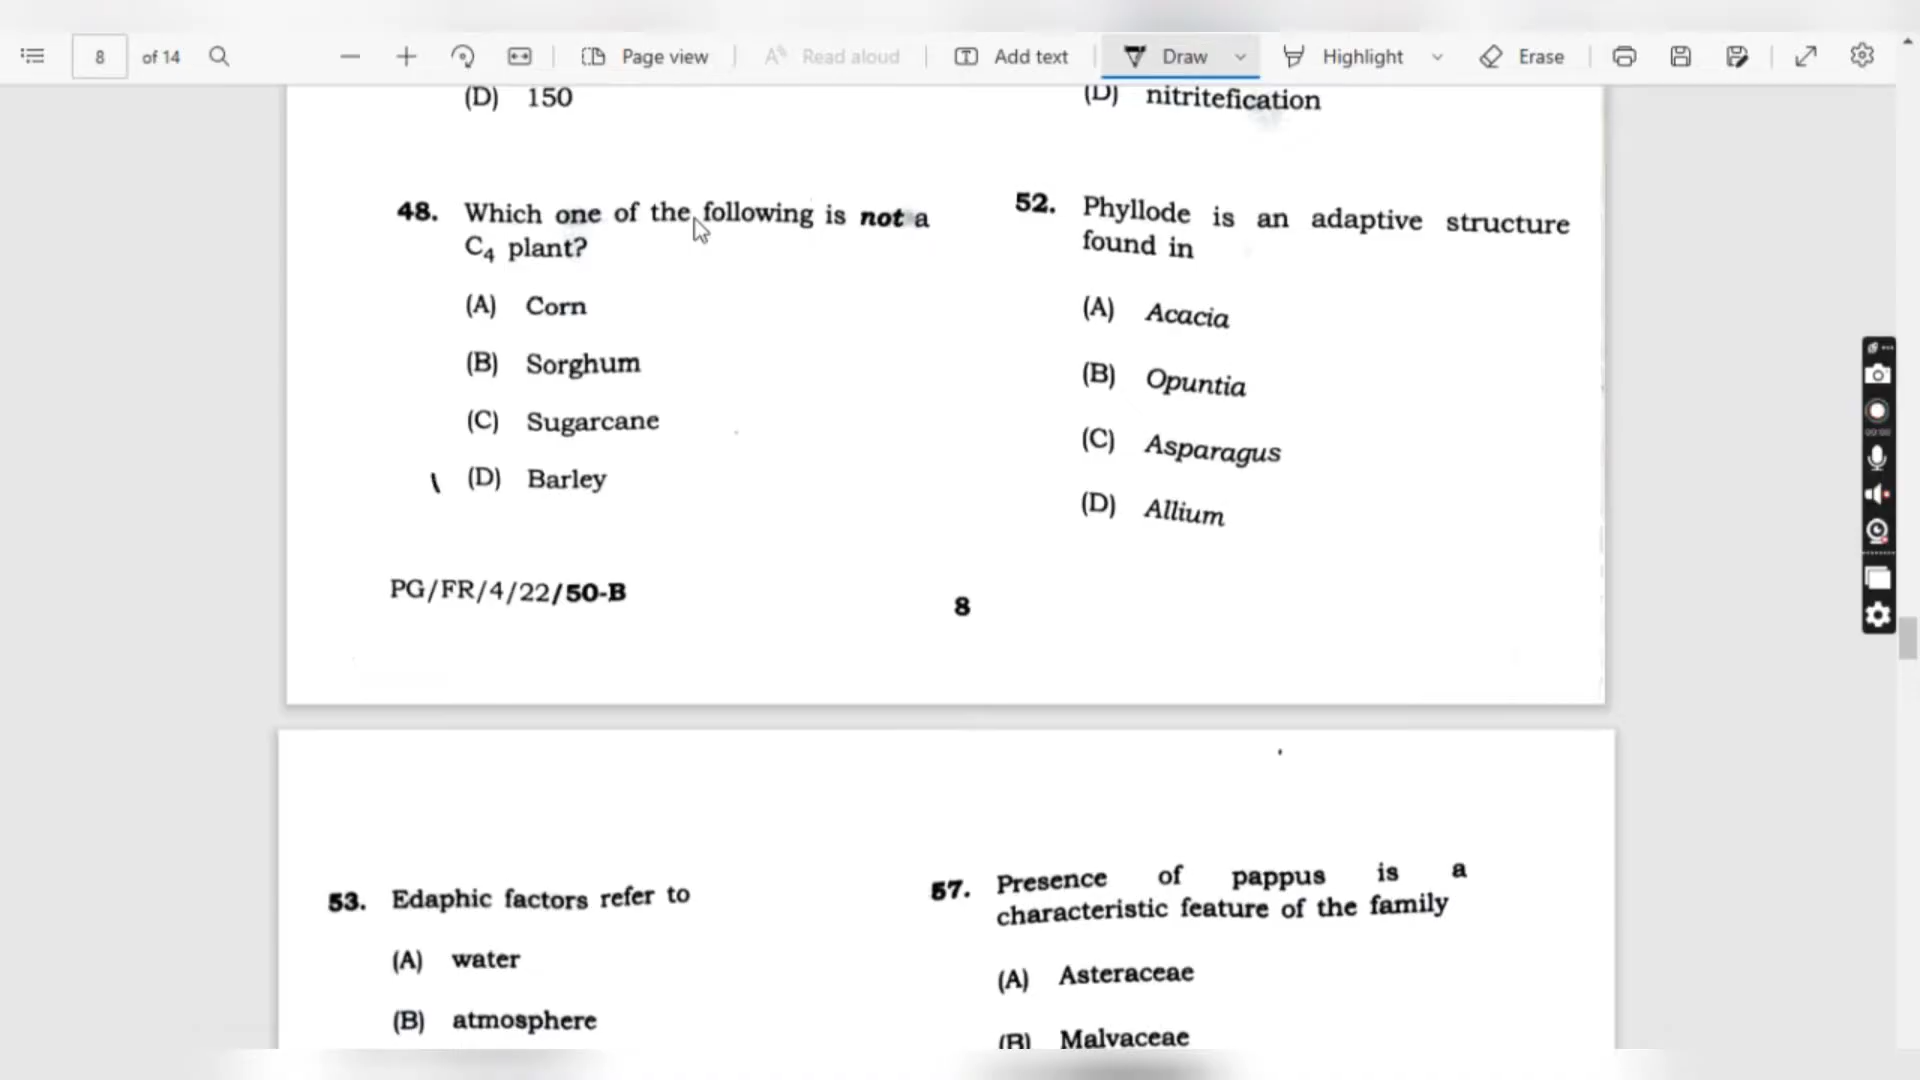 8 of 14 Page view Read aloud Add text Draw Highlight Erase
(D) 150
48. Which one of the following is not a
C₄ plant?
(A) Corn
(B) Sorghum
(C) Sugarcane
(D) Barley
(D) nitritefication
52. Phyllode is an adaptive structure
found in
(A) Acacia
(B) Opuntia
(C) Asparagus
(D) Allium
PG/FR/4/22/50-B
8
53. Edaphic factors refer to
(A) water
(B) atmosphere
57. Presence of pappus is a
characteristic feature of the family
(A) Asteraceae
(B) Malvaceae